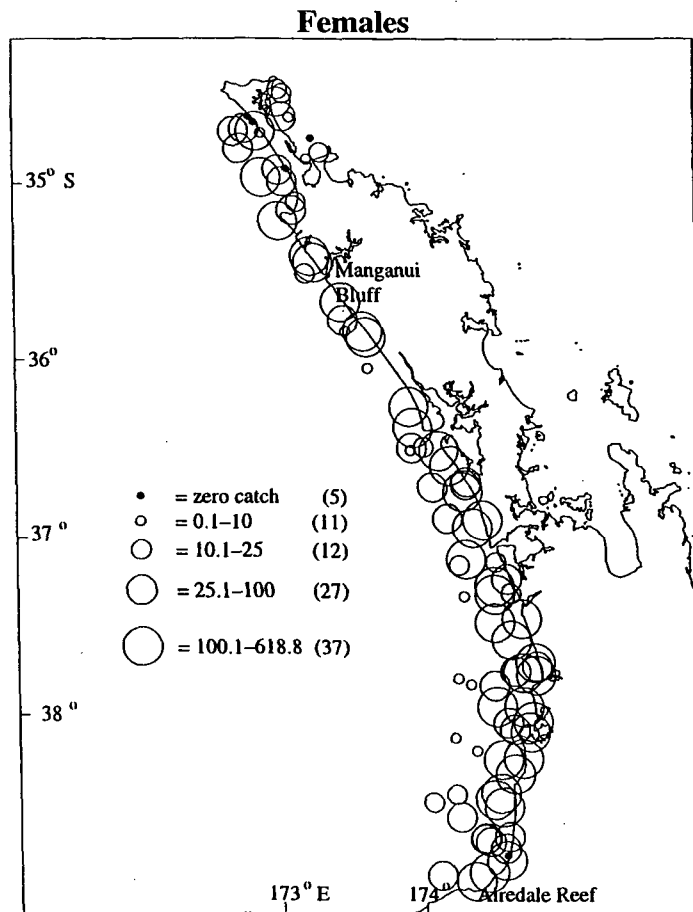 Females
35° S
Manganui
Bluff
36°
= zero catch (5)
= 0.1–10 (11)
37°
= 10.1–25 (12)
= 25.1–100 (27)
= 100.1–618.8 (37)
38°
173° E
174°
Airedale Reef